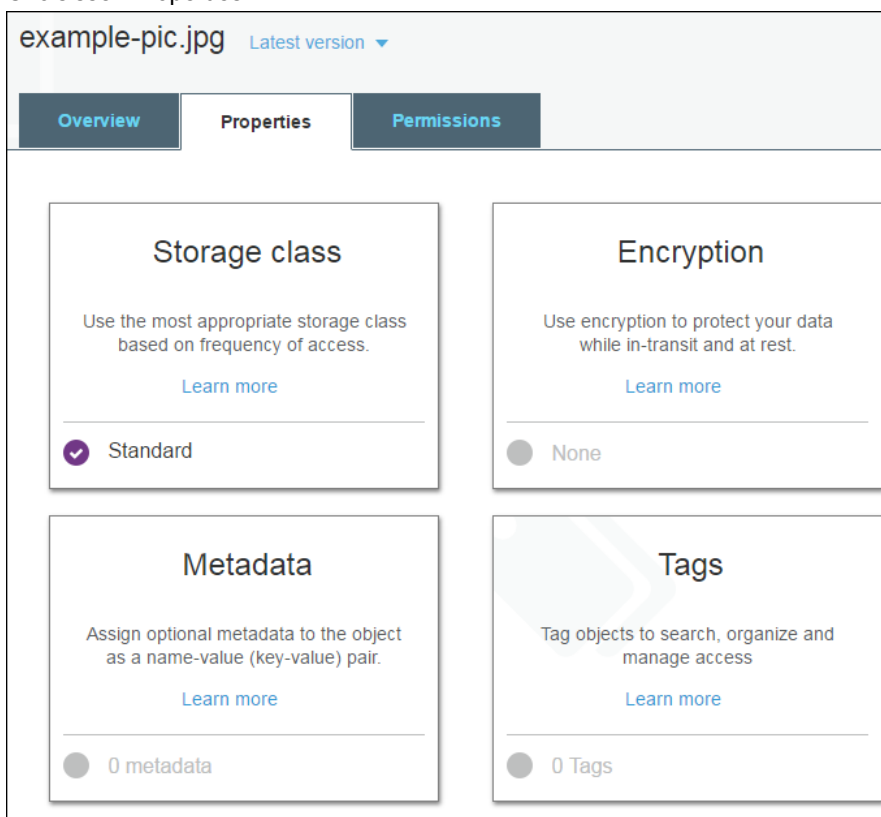 example-pic.jpg Latest version
Overview Properties Permissions
Storage class
Use the most appropriate storage class
based on frequency of access.
Learn more
Standard
Encryption
Use encryption to protect your data
while in-transit and at rest.
Learn more
None
Metadata
Assign optional metadata to the object
as a name-value (key-value) pair.
Learn more
0 metadata
Tags
Tag objects to search, organize and
manage access
Learn more
0 Tags